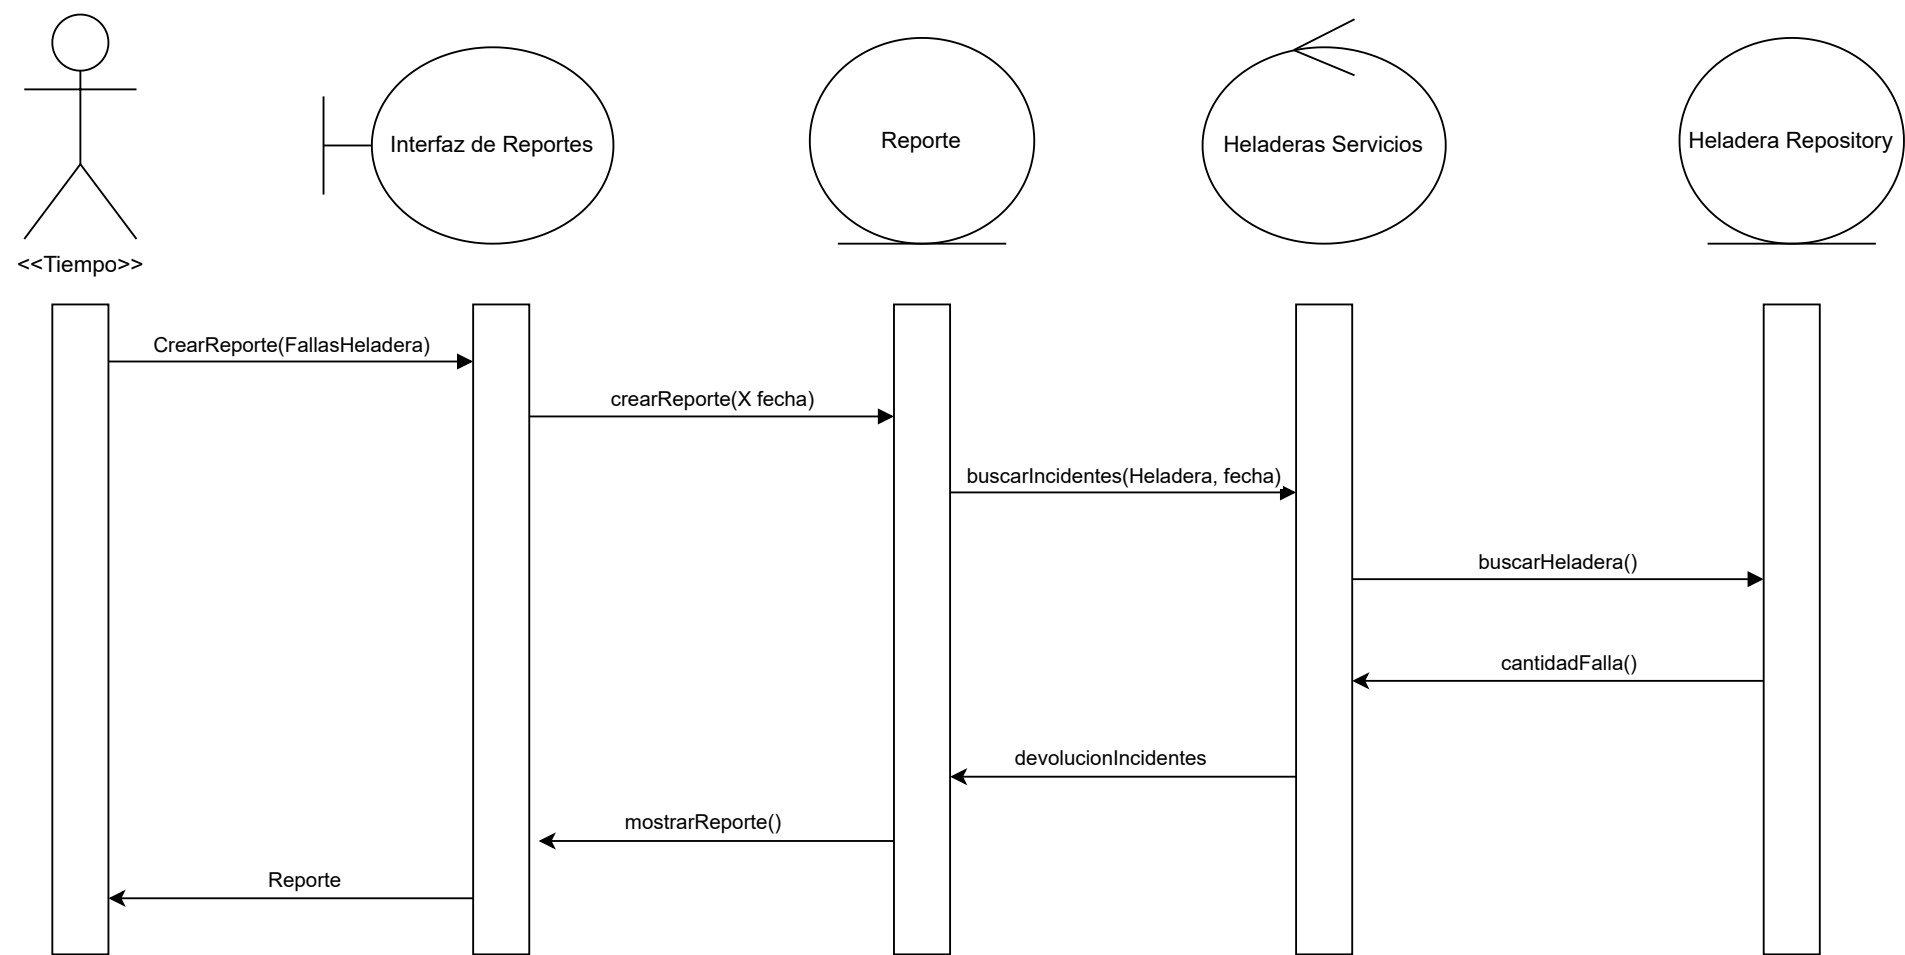 Interfaz de Reportes
Reporte
Heladeras Servicios
Heladera Repository
<<Tiempo>>
CrearReporte(FallasHeladera)
crearReporte(X fecha)
buscarIncidentes(Heladera, fecha)
buscarHeladera()
cantidadFalla()
devolucionIncidentes
mostrarReporte()
Reporte